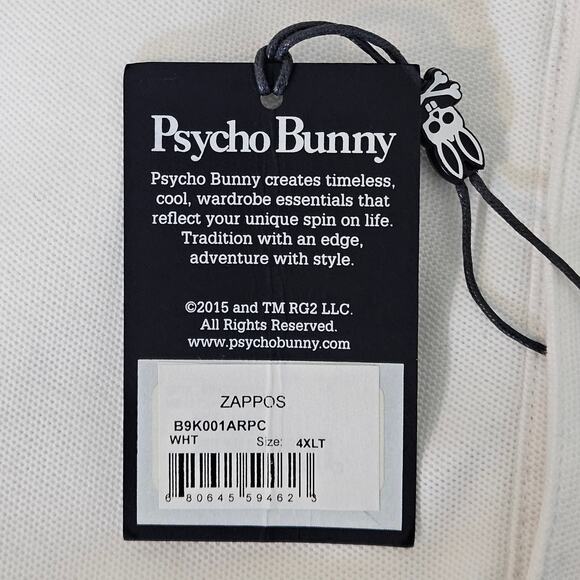 Psycho Bunny
Psycho Bunny creates timeless,
cool, wardrobe essentials that
reflect your unique spin on life.
Tradition with an edge,
adventure with style.
©2015 and TM RG2 LLC.
All Rights Reserved.
www.psychobunny.com
ZAPPOS
B9K001ARPC
WHT Size: 4XLT
6 80645 59462 3